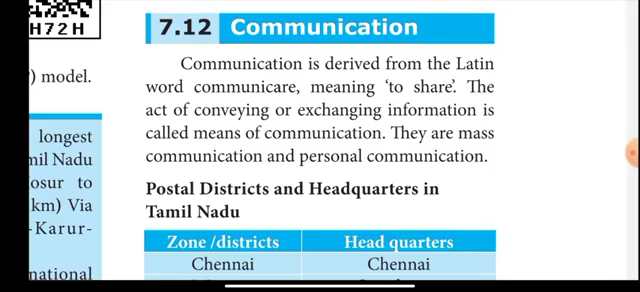 H72H
7.12 Communication
) model.
Communication is derived from the Latin
word communicare, meaning ‘to share’. The
act of conveying or exchanging information is
called means of communication. They are mass
communication and personal communication.
longest
mil Nadu
osur to
km) Via
-Karur-
national
Postal Districts and Headquarters in
Tamil Nadu
Zone /districts Head quarters
Chennai Chennai